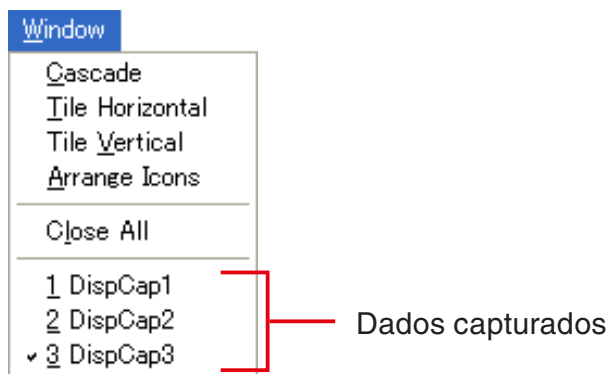 Window
Cascade
Tile Horizontal
Tile Vertical
Arrange Icons
Close All
1 DispCap1
2 DispCap2
✓ 3 DispCap3
Dados capturados